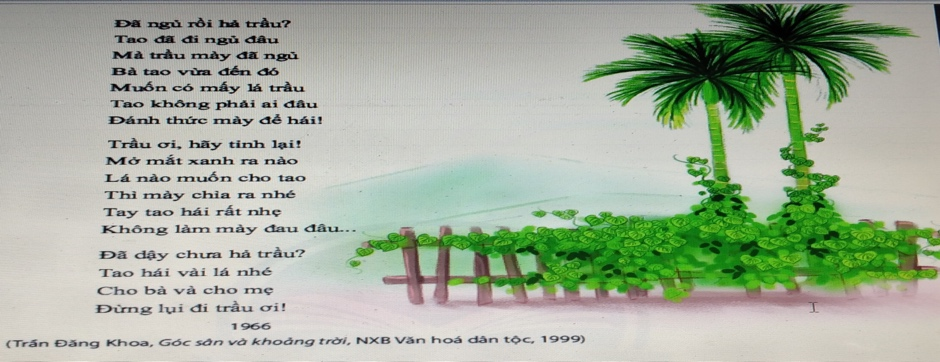 Đã ngủ rồi hả trầu?
Tao đã đi ngủ đâu
Mà trầu mày đã ngủ
Bà tao vừa đến đó
Muốn có mấy lá trầu
Tao không phải ai đâu
Đánh thức mày để hái!
Trầu ơi, hãy tỉnh lại!
Mở mắt xanh ra nào
Lá nào muốn cho tao
Thì mày chìa ra nhé
Tay tao hái rất nhẹ
Không làm mày đau đâu...
Đã dậy chưa hả trầu?
Tao hái vài lá nhé
Cho bà và cho mẹ
Đừng lụi đi trầu ơi!
1966
(Trần Đăng Khoa, Góc sân và khoảng trời, NXB Văn hoá dân tộc, 1999)